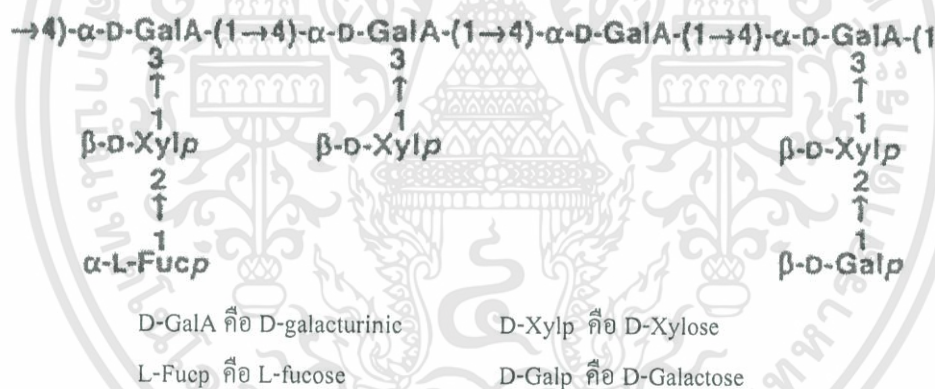 →4)-α-D-GalA-(1→4)-α-D-GalA-(1→4)-α-D-GalA-(1→4)-α-D-GalA-(1
3 3 3
↑ ↑ ↑
1 1 1
β-D-Xylp β-D-Xylp β-D-Xylp
2 2
↑ ↑
1 1
α-L-Fucp β-D-Galp
D-GalA คือ D-galacturinic D-Xylp คือ D-Xylose
L-Fucp คือ L-fucose D-Galp คือ D-Galactose